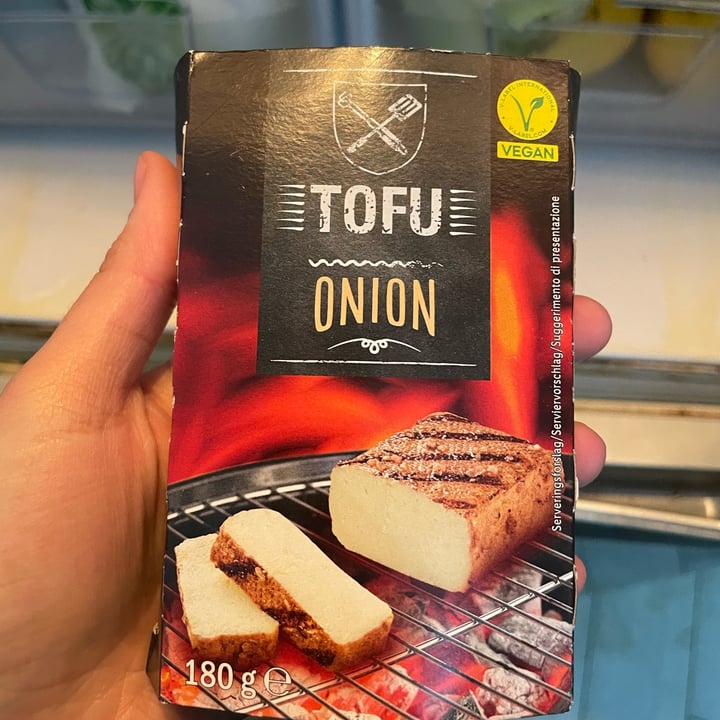 V-LABEL INTERNATIONAL
V-LABEL.COM
VEGAN
TOFU
ONION
Serveringsforslag/Serviervorschlag/Suggerimento di presentazione
180 g e